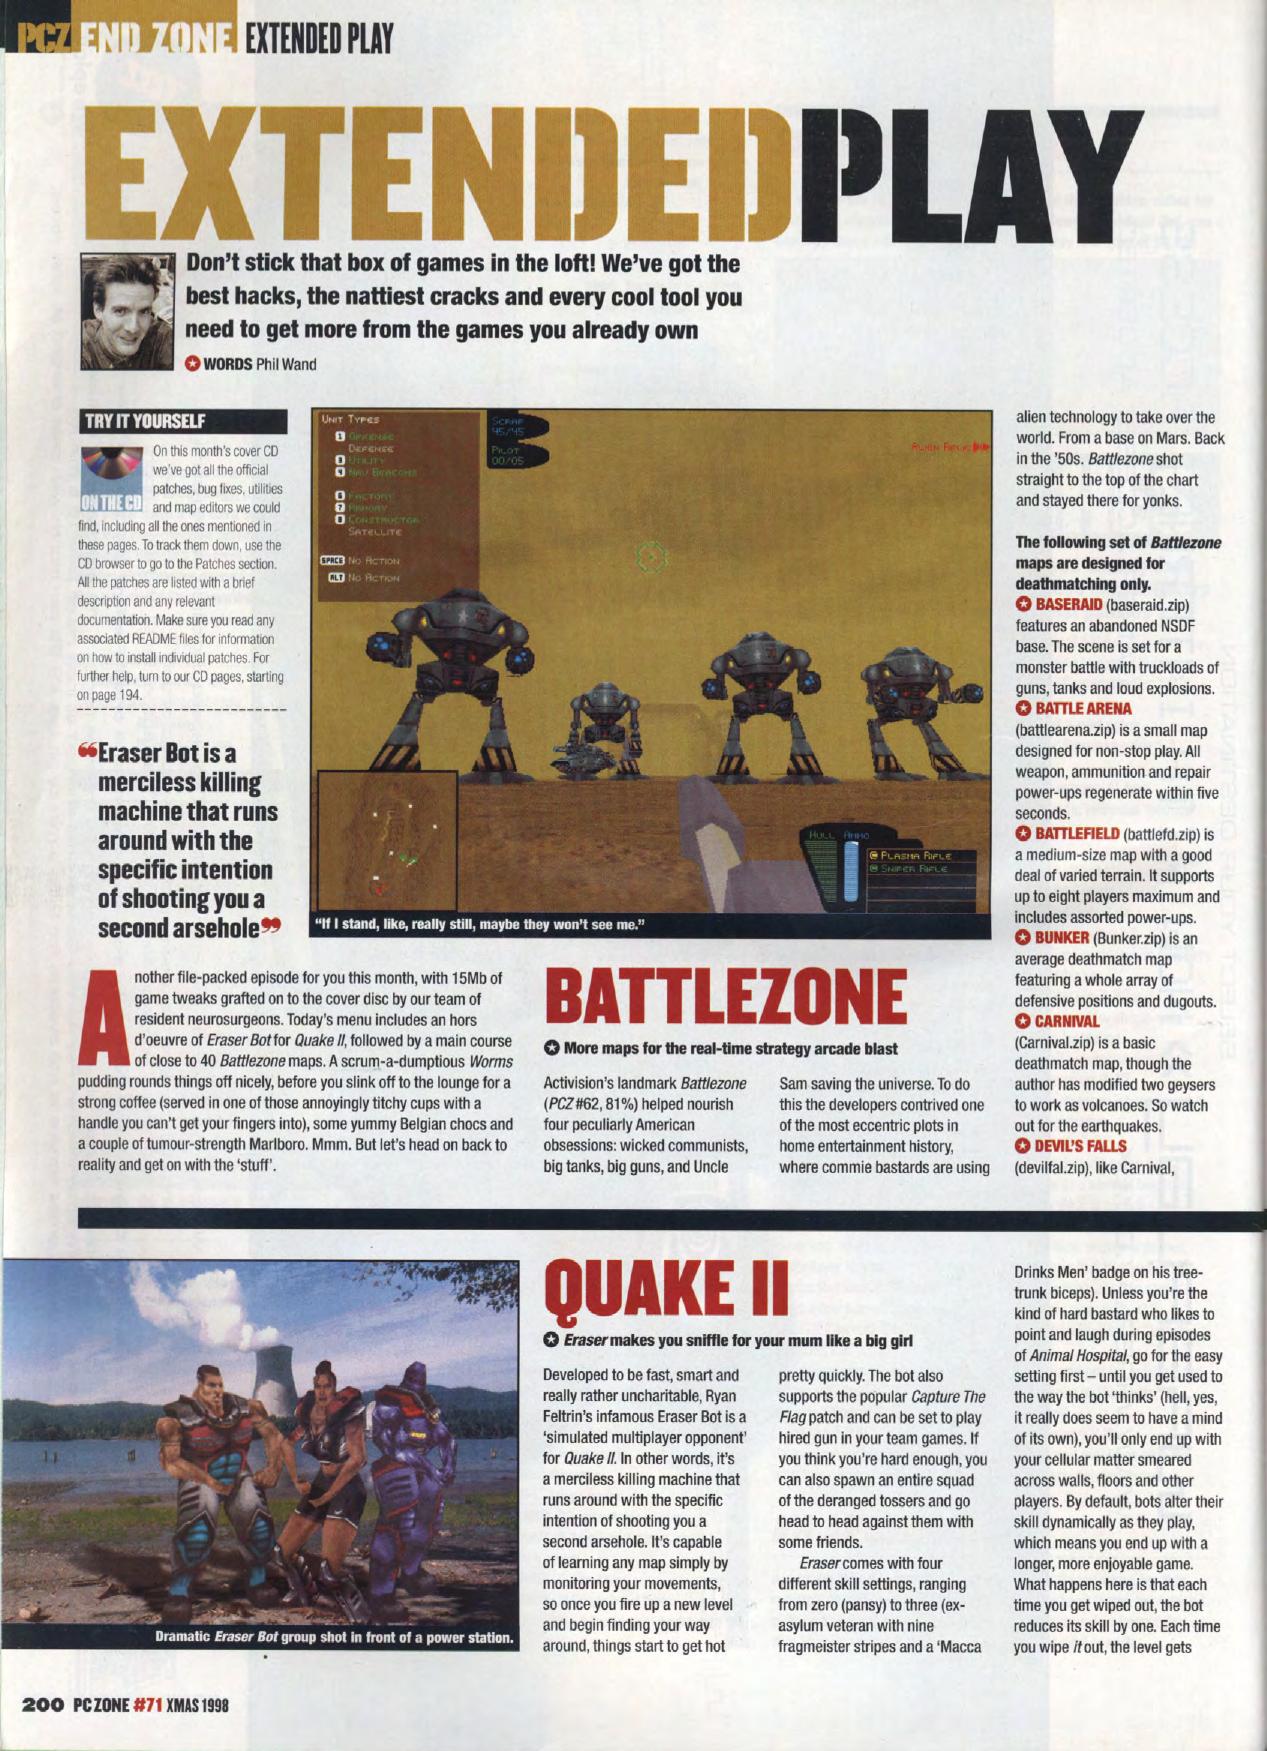 PCZ END ZONE EXTENDED PLAY
EXTENDEDPLAY
Don't stick that box of games in the loft! We've got the
best hacks, the nattiest cracks and every cool tool you
need to get more from the games you already own
WORDS Phil Wand
TRY IT YOURSELF
ON THE CD
On this month's cover CD
we've got all the official
patches, bug fixes, utilities
and map editors we could
find, including all the ones mentioned in
these pages. To track them down, use the
CD browser to go to the Patches section.
All the patches are listed with a brief
description and any relevant
documentation. Make sure you read any
associated README files for information
on how to install individual patches. For
further help, turn to our CD pages, starting
on page 194.
“Eraser Bot is a
merciless killing
machine that runs
around with the
specific intention
of shooting you a
second arsehole”
UNIT TYPES
1 OFFENSE
DEFENSE
3 UTILITY
4 NAV BEACONS
6 FACTORY
7 ARMORY
8 CONSTRUCTOR
SATELLITE
SPACE NO ACTION
ALT NO ACTION
SCRAP
45/45
PILOT
00/05
HULL AMMO
PLASMA RIFLE
SNIPER RIFLE
“If I stand, like, really still, maybe they won't see me.”
Another file-packed episode for you this month, with 15Mb of
game tweaks grafted on to the cover disc by our team of
resident neurosurgeons. Today's menu includes an hors
d'oeuvre of Eraser Bot for Quake II, followed by a main course
of close to 40 Battlezone maps. A scrum-a-dumptious Worms
pudding rounds things off nicely, before you slink off to the lounge for a
strong coffee (served in one of those annoyingly titchy cups with a
handle you can't get your fingers into), some yummy Belgian chocs and
a couple of tumour-strength Marlboro. Mmm. But let's head on back to
reality and get on with the ‘stuff’.
BATTLEZONE
More maps for the real-time strategy arcade blast
Activision's landmark Battlezone
(PCZ #62, 81%) helped nourish
four peculiarly American
obsessions: wicked communists,
big tanks, big guns, and Uncle
Sam saving the universe. To do
this the developers contrived one
of the most eccentric plots in
home entertainment history,
where commie bastards are using
alien technology to take over the
world. From a base on Mars. Back
in the '50s. Battlezone shot
straight to the top of the chart
and stayed there for yonks.
The following set of Battlezone
maps are designed for
deathmatching only.
BASERAID (baseraid.zip)
features an abandoned NSDF
base. The scene is set for a
monster battle with truckloads of
guns, tanks and loud explosions.
BATTLE ARENA
(battlearena.zip) is a small map
designed for non-stop play. All
weapon, ammunition and repair
power-ups regenerate within five
seconds.
BATTLEFIELD (battlefd.zip) is
a medium-size map with a good
deal of varied terrain. It supports
up to eight players maximum and
includes assorted power-ups.
BUNKER (Bunker.zip) is an
average deathmatch map
featuring a whole array of
defensive positions and dugouts.
CARNIVAL
(Carnival.zip) is a basic
deathmatch map, though the
author has modified two geysers
to work as volcanoes. So watch
out for the earthquakes.
DEVIL'S FALLS
(devilfal.zip), like Carnival,
Dramatic Eraser Bot group shot in front of a power station.
QUAKE II
Eraser makes you sniffle for your mum like a big girl
Developed to be fast, smart and
really rather uncharitable, Ryan
Feltrin's infamous Eraser Bot is a
‘simulated multiplayer opponent’
for Quake II. In other words, it's
a merciless killing machine that
runs around with the specific
intention of shooting you a
second arsehole. It's capable
of learning any map simply by
monitoring your movements,
so once you fire up a new level
and begin finding your way
around, things start to get hot
pretty quickly. The bot also
supports the popular Capture The
Flag patch and can be set to play
hired gun in your team games. If
you think you're hard enough, you
can also spawn an entire squad
of the deranged tossers and go
head to head against them with
some friends.
Eraser comes with four
different skill settings, ranging
from zero (pansy) to three (ex-
asylum veteran with nine
fragmeister stripes and a ‘Macca
Drinks Men’ badge on his tree-
trunk biceps). Unless you're the
kind of hard bastard who likes to
point and laugh during episodes
of Animal Hospital, go for the easy
setting first – until you get used to
the way the bot ‘thinks’ (hell, yes,
it really does seem to have a mind
of its own), you'll only end up with
your cellular matter smeared
across walls, floors and other
players. By default, bots alter their
skill dynamically as they play,
which means you end up with a
longer, more enjoyable game.
What happens here is that each
time you get wiped out, the bot
reduces its skill by one. Each time
you wipe it out, the level gets
200 PC ZONE #71 XMAS 1998